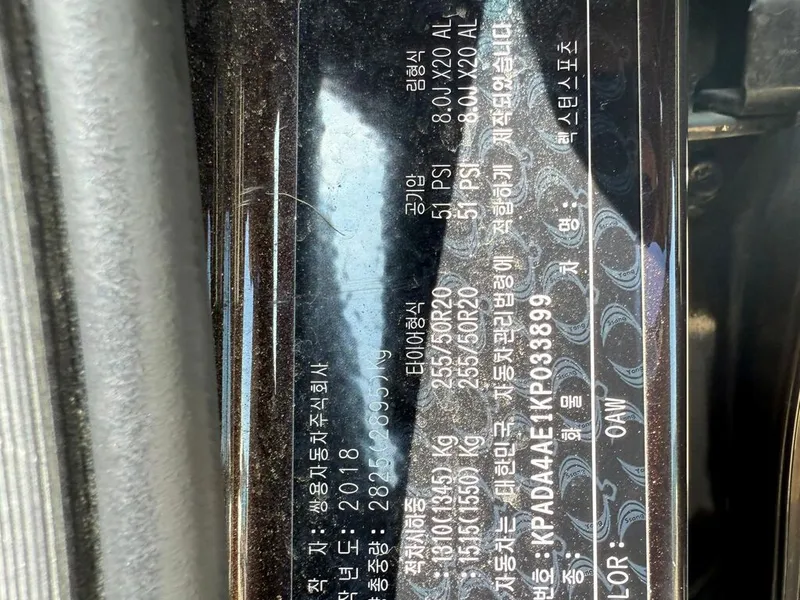 작 자: 쌍용자동차주식회사
작년도: 2018
총중량: 2825(2895)Kg
적차시하중 타이어형식 공기압 림형식
: 1310(1345) Kg 255/50R20 51 PSI 8.0J X20 AL
: 1515(1550) Kg 255/50R20 51 PSI 8.0J X20 AL
자동차는 대한민국 자동차관리법령에 적합하게 제작되었습니다.
번호: KPADA4AE1KP033899
종: 화 물 차 명: 렉스턴스포츠
LOR: 0AW